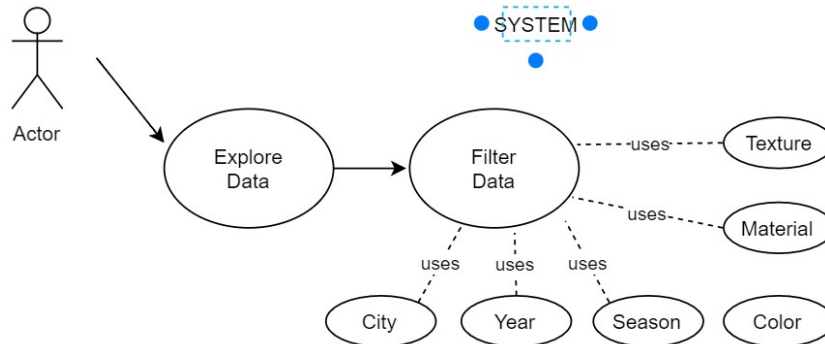 SYSTEM
Actor
Explore
Data
Filter
Data
uses
Texture
uses
Material
uses
uses
uses
City
Year
Season
Color